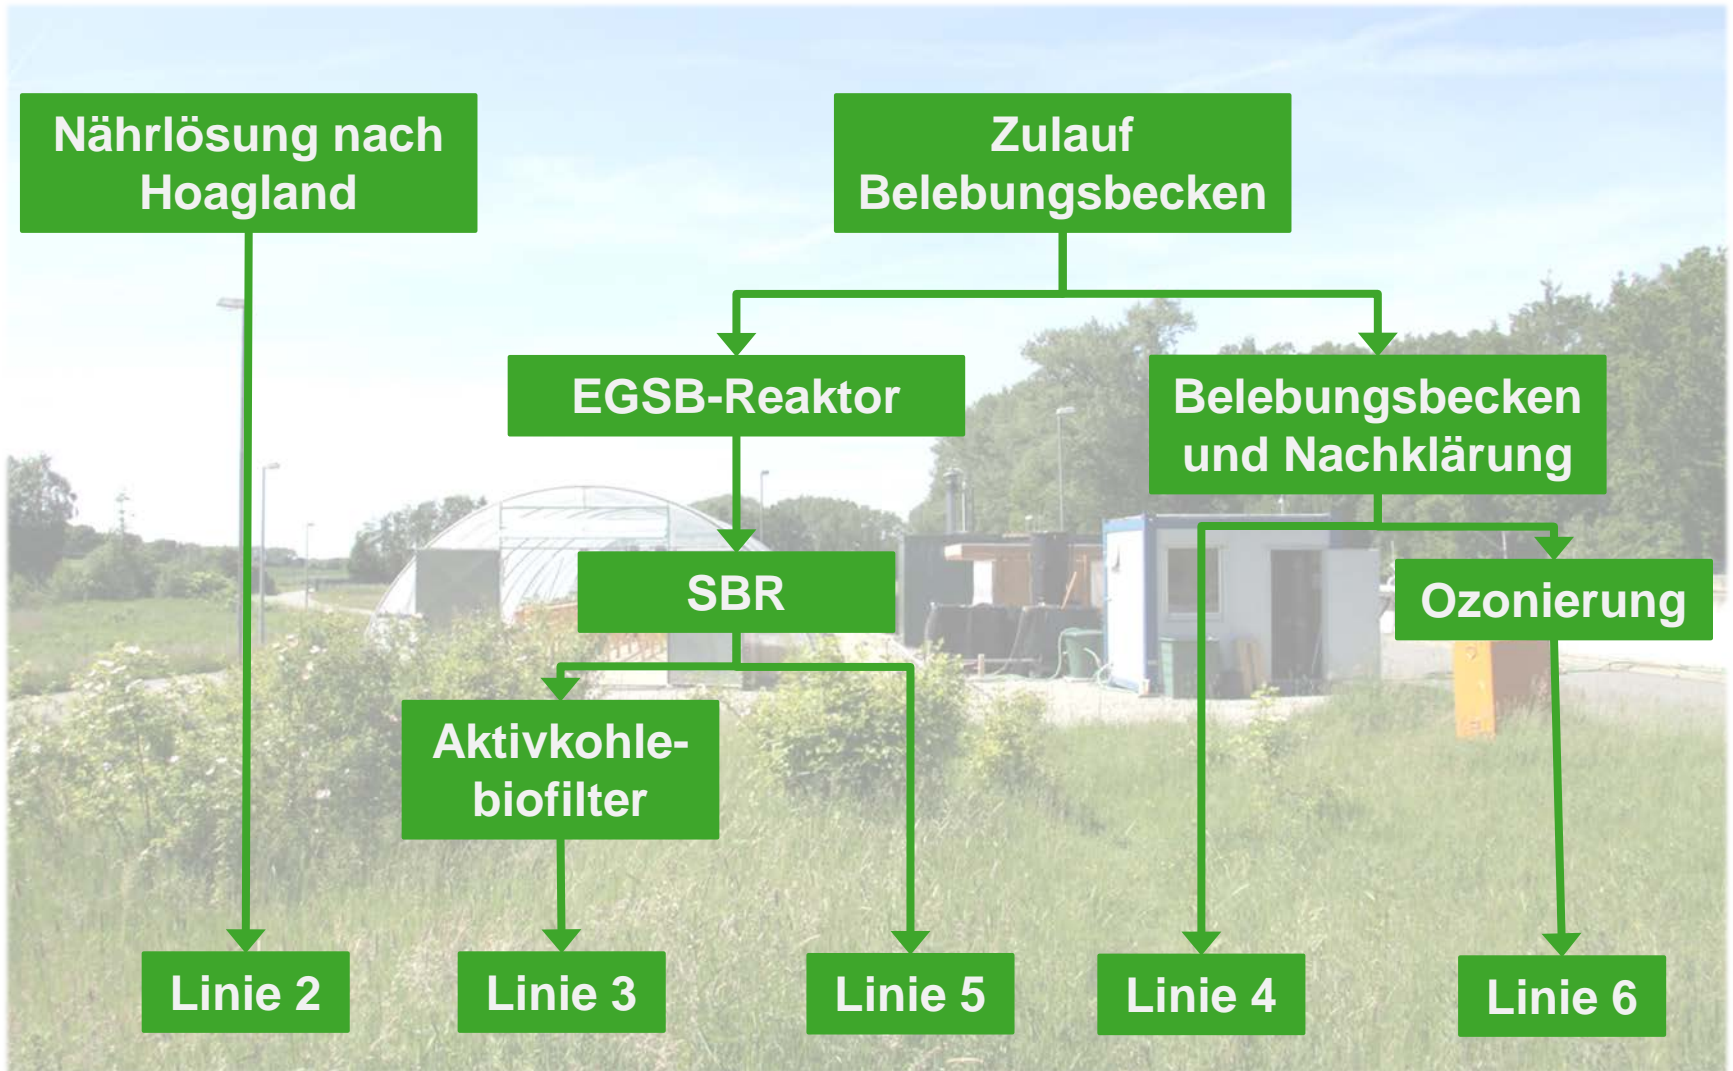 Nährlösung nach
Hoagland
Zulauf
Belebungsbecken
EGSB-Reaktor
Belebungsbecken
und Nachklärung
SBR
Ozonierung
Aktivkohle-
biofilter
Linie 2
Linie 3
Linie 5
Linie 4
Linie 6